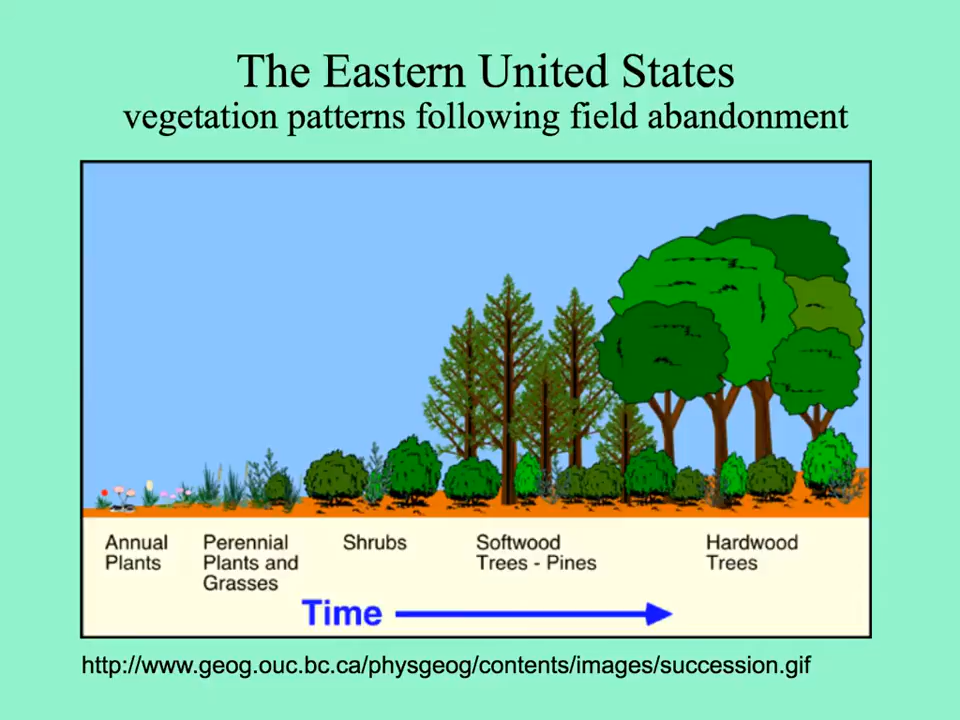 The Eastern United States
vegetation patterns following field abandonment
Annual
Plants
Perennial
Plants and
Grasses
Shrubs
Softwood
Trees - Pines
Hardwood
Trees
Time
http://www.geog.ouc.bc.ca/physgeog/contents/images/succession.gif